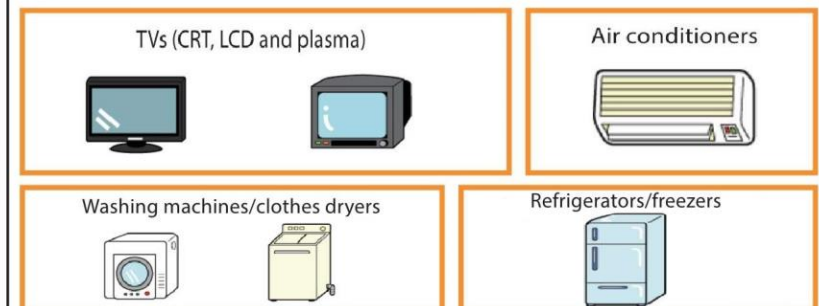 TVs (CRT, LCD and plasma)
Air conditioners
Washing machines/clothes dryers
Refrigerators/freezers